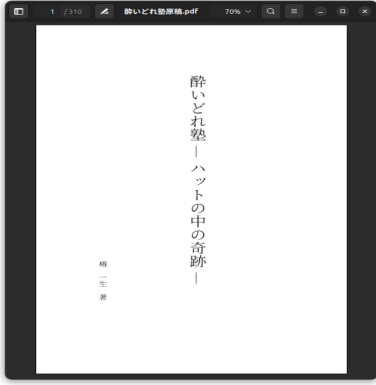 1 /310 酔いどれ塾原稿.pdf 70%
酔いどれ塾―ハットの中の奇跡―
椿 一生 著